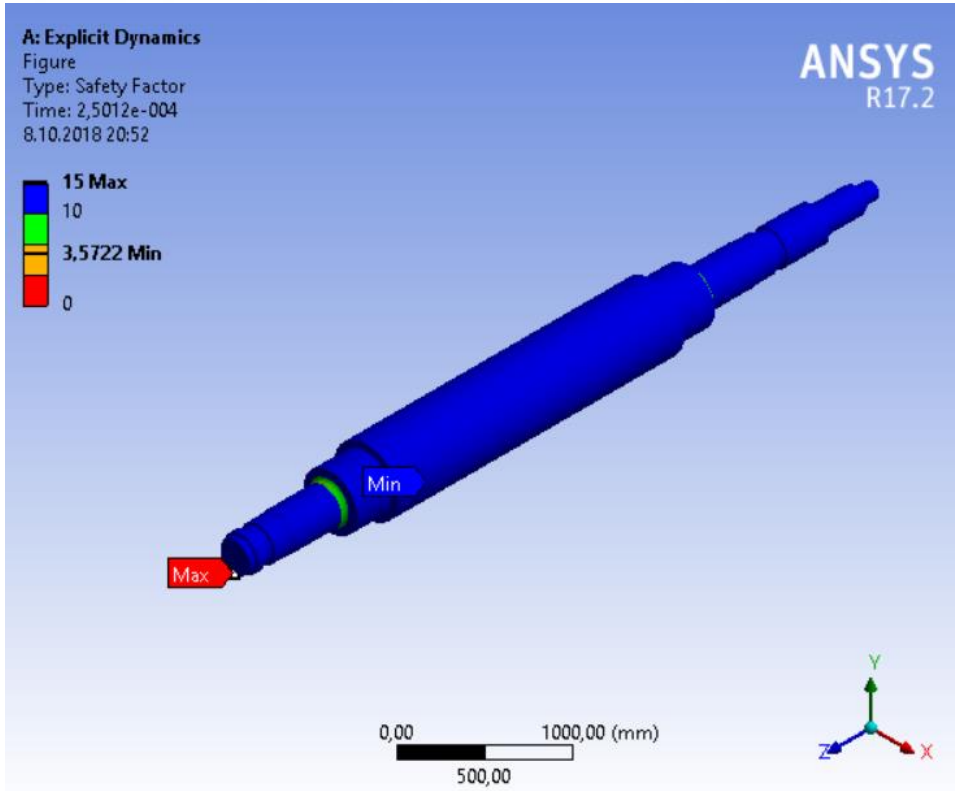 A: Explicit Dynamics
Figure
Type: Safety Factor
Time: 2,5012e-004
8.10.2018 20:52
ANSYS
R17.2
15 Max
10
3,5722 Min
0
Min
Max
0,00
1000,00 (mm)
500,00
Y
Z
X